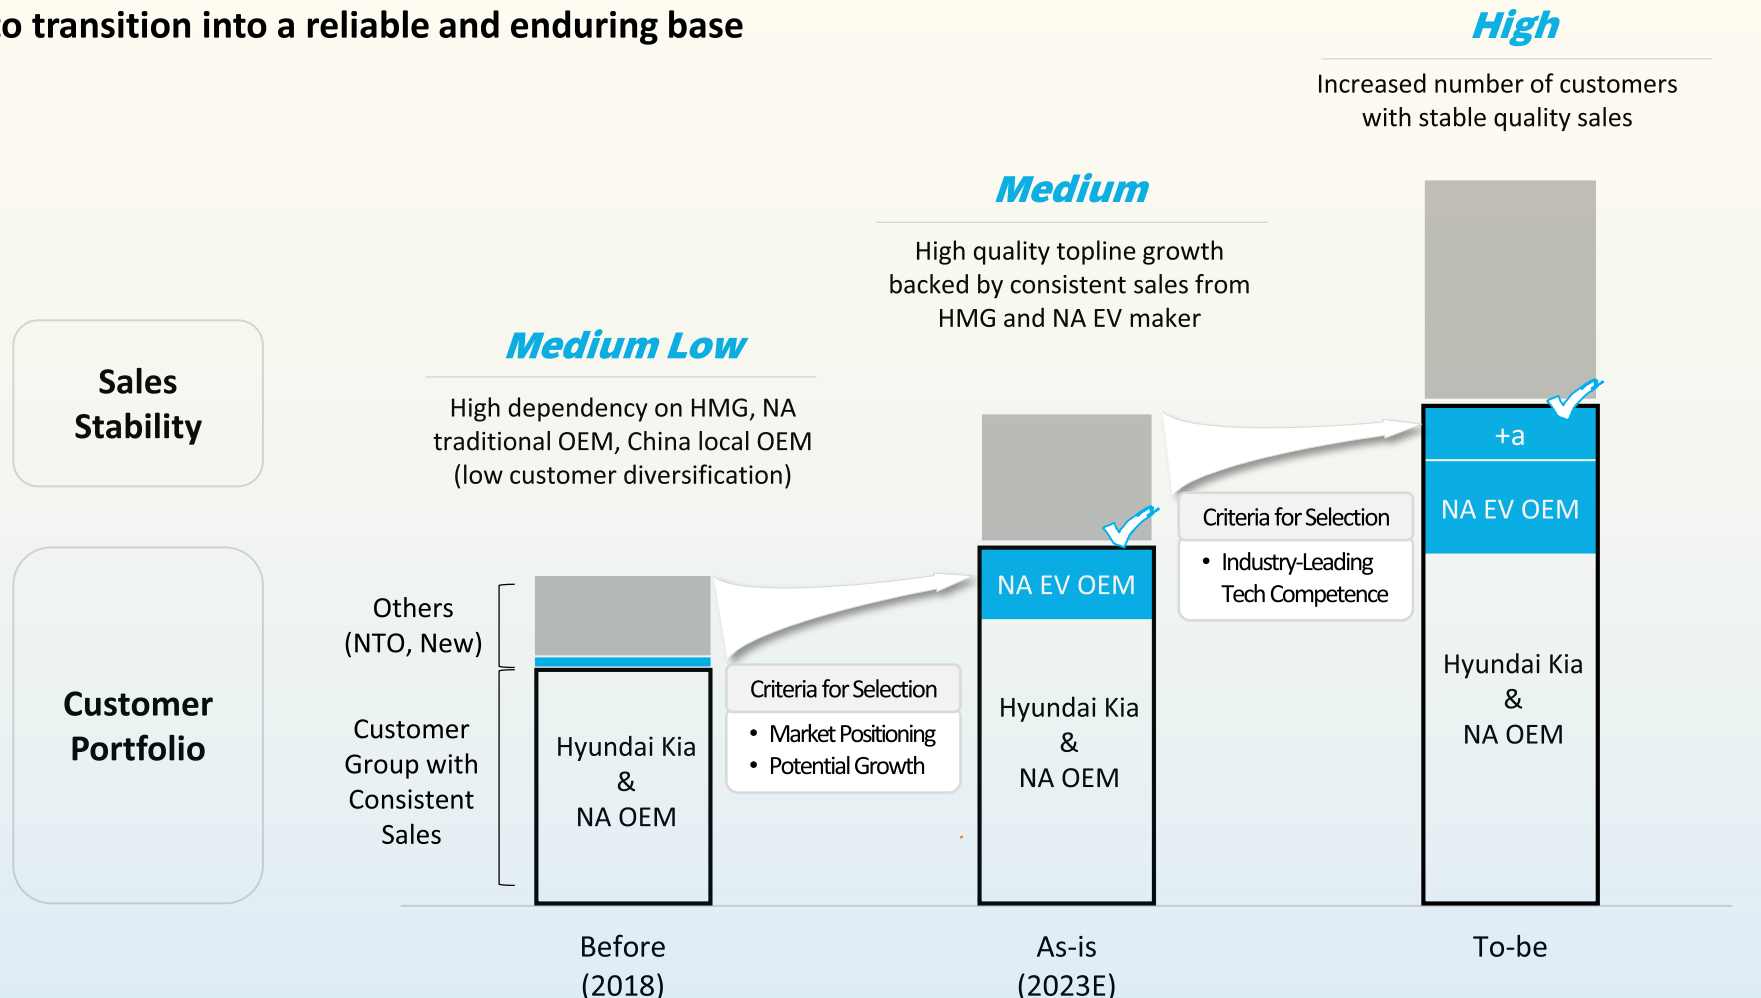 to transition into a reliable and enduring base
High
Increased number of customers
with stable quality sales
Medium
High quality topline growth
backed by consistent sales from
HMG and NA EV maker
Medium Low
High dependency on HMG, NA
traditional OEM, China local OEM
(low customer diversification)
Sales
Stability
Customer
Portfolio
Others
(NTO, New)
Customer
Group with
Consistent
Sales
Hyundai Kia
&
NA OEM
Criteria for Selection
• Market Positioning
• Potential Growth
NA EV OEM
Hyundai Kia
&
NA OEM
Criteria for Selection
• Industry-Leading
Tech Competence
+a
NA EV OEM
Hyundai Kia
&
NA OEM
Before
(2018)
As-is
(2023E)
To-be